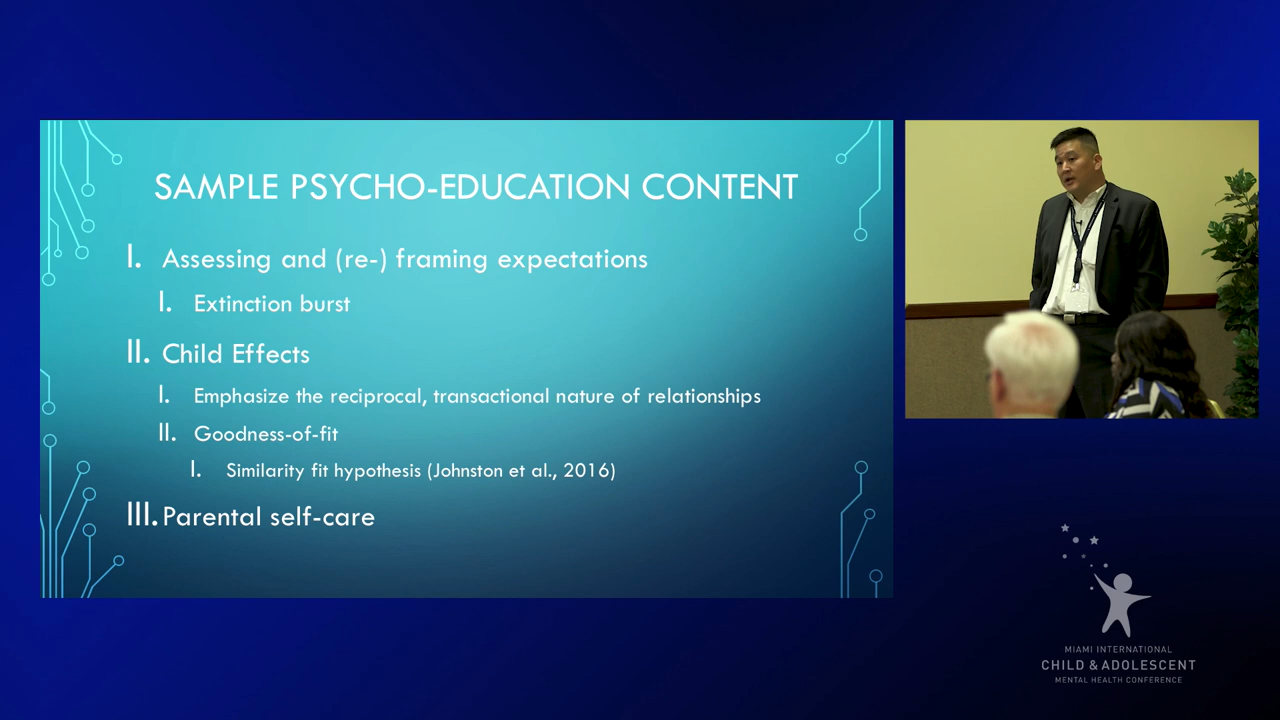 SAMPLE PSYCHO-EDUCATION CONTENT
I. Assessing and (re-) framing expectations
I. Extinction burst
II. Child Effects
I. Emphasize the reciprocal, transactional nature of relationships
II. Goodness-of-fit
I. Similarity fit hypothesis (Johnston et al., 2016)
III. Parental self-care
MIAMI INTERNATIONAL
CHILD & ADOLESCENT
MENTAL HEALTH CONFERENCE